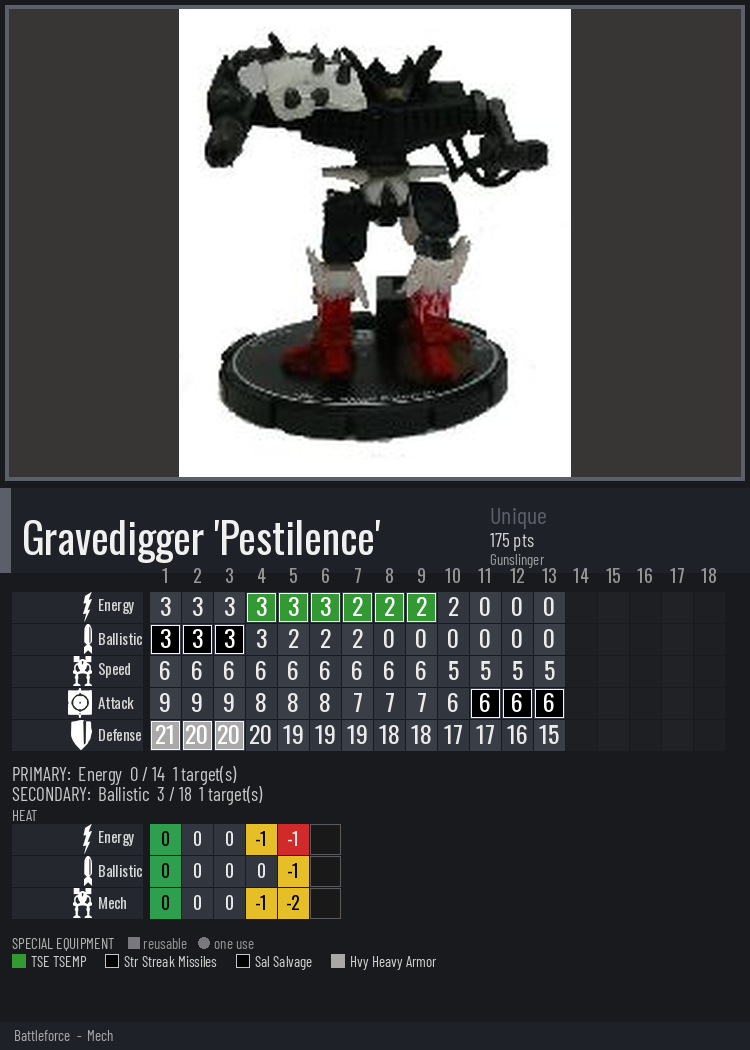 Gravedigger 'Pestilence'
Unique
175 pts
Gunslinger
1 2 3 4 5 6 7 8 9 10 11 12 13 14 15 16 17 18
Energy 3 3 3 3 3 3 2 2 2 2 0 0 0
Ballistic 3 3 3 3 2 2 2 0 0 0 0 0 0
Speed 6 6 6 6 6 6 6 6 6 5 5 5 5
Attack 9 9 9 8 8 8 7 7 7 6 6 6 6
Defense 21 20 20 20 19 19 19 18 18 17 17 16 15
PRIMARY: Energy 0 / 14 1 target(s)
SECONDARY: Ballistic 3 / 18 1 target(s)
HEAT
Energy 0 0 0 -1 -1
Ballistic 0 0 0 0 -1
Mech 0 0 0 -1 -2
SPECIAL EQUIPMENT reusable one use
TSE TSEMP Str Streak Missiles Sal Salvage Hvy Heavy Armor
Battleforce - Mech